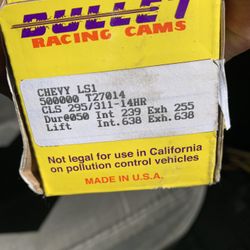 BULLET
RACING CAMS
CHEVY LS1
500000 T27014
CLS 295/311-14HR
Dur@050 Int 239 Exh 255
Lift Int.638 Exh.638
Not legal for use in California
on pollution control vehicles
MADE IN U.S.A.